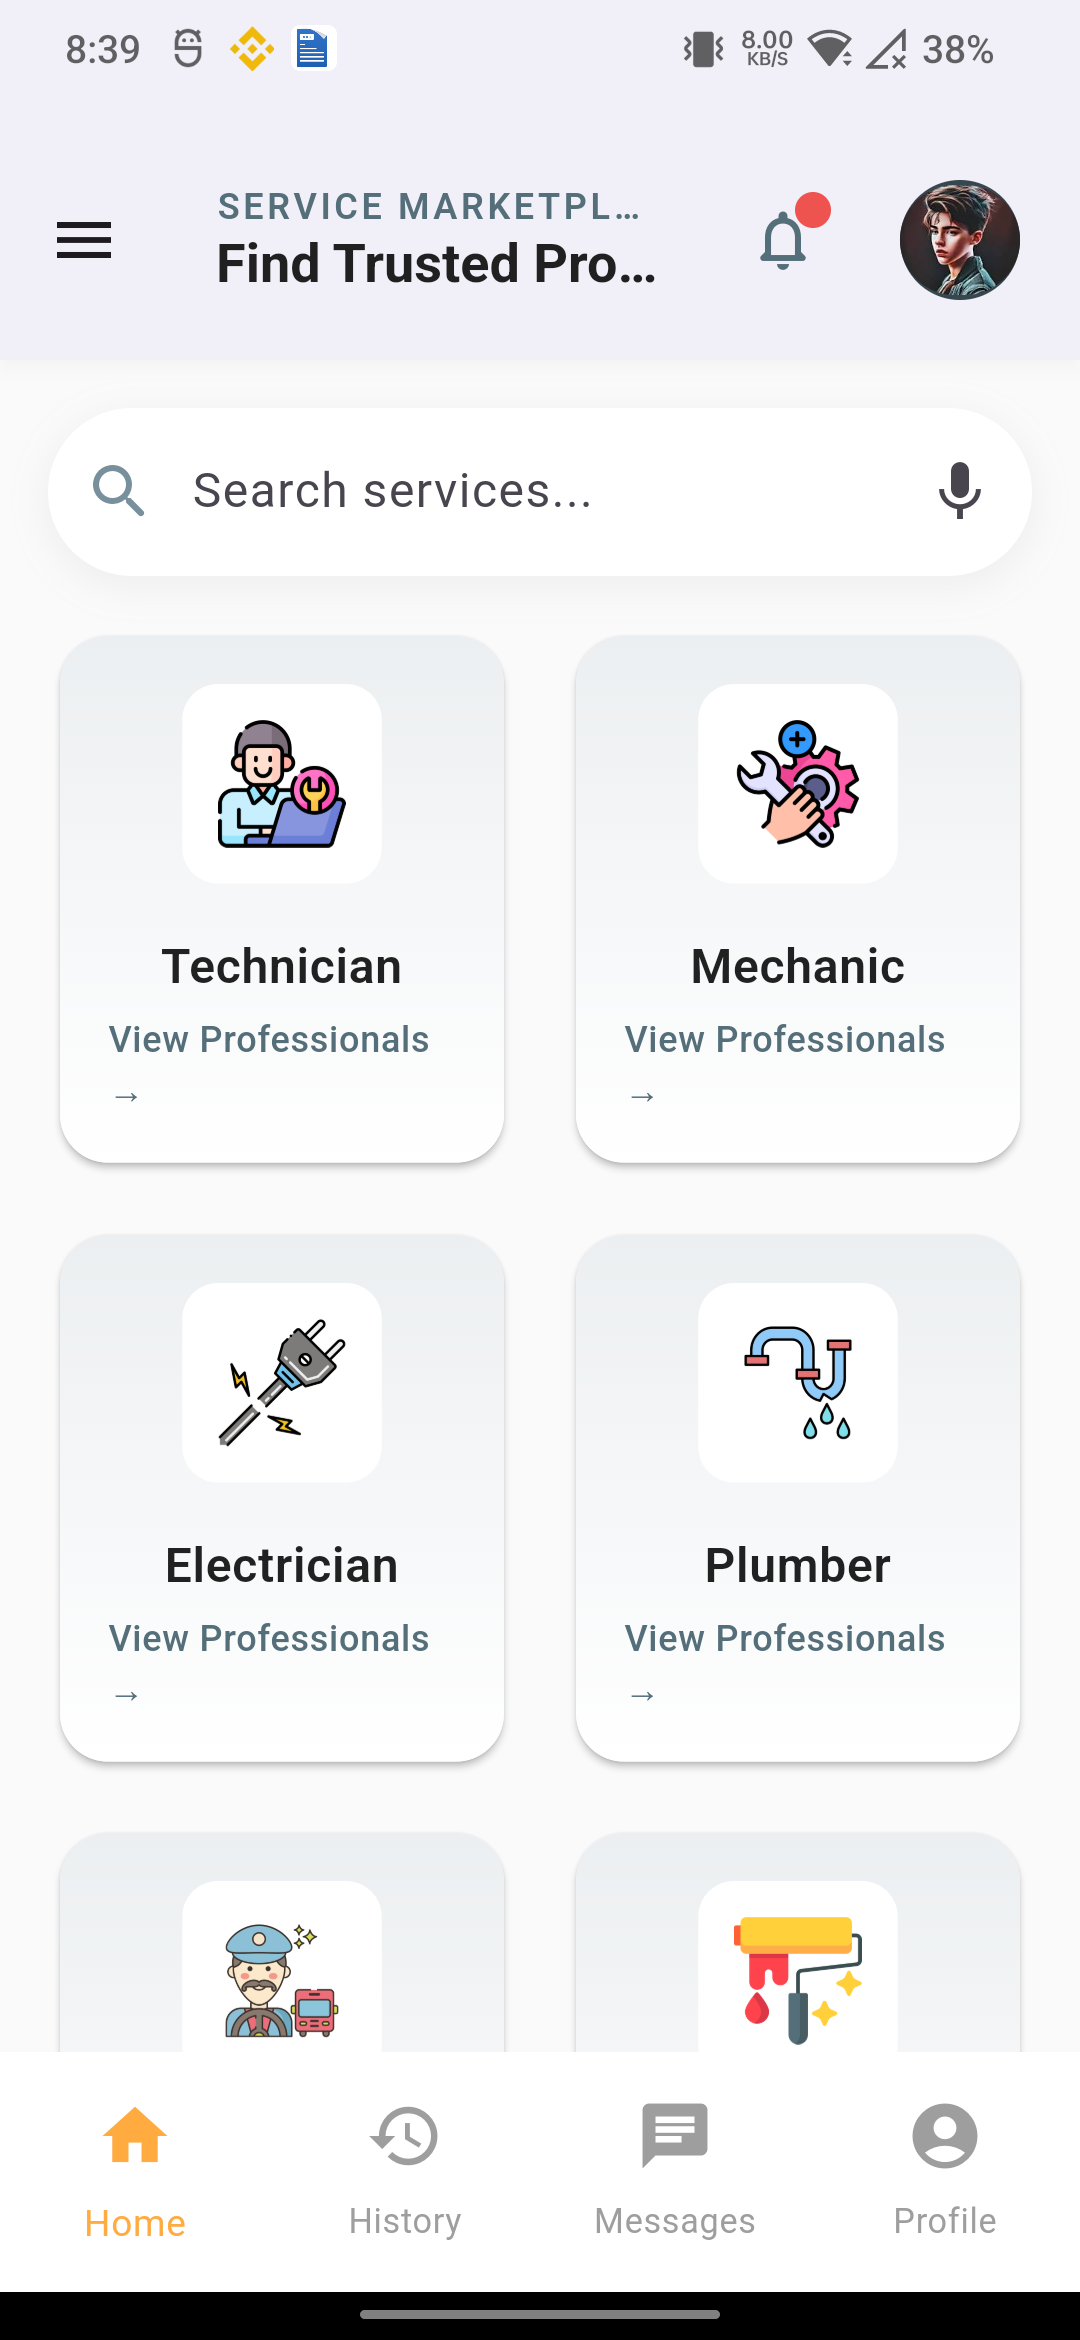 8:39
8.00
KB/S
38%
SERVICE MARKETPL...
Find Trusted Pro...
Search services...
Technician
Mechanic
View Professionals
→
View Professionals
→
Electrician
Plumber
View Professionals
→
View Professionals
→
Home
History
Messages
Profile